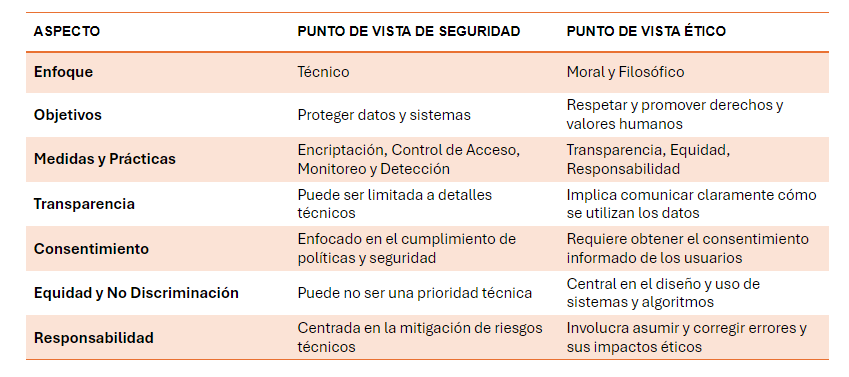 ASPECTO PUNTO DE VISTA DE SEGURIDAD PUNTO DE VISTA ÉTICO
Enfoque Técnico Moral y Filosófico
Objetivos Proteger datos y sistemas Respetar y promover derechos y
valores humanos
Medidas y Prácticas Encriptación, Control de Acceso, Transparencia, Equidad,
Monitoreo y Detección Responsabilidad
Transparencia Puede ser limitada a detalles Implica comunicar claramente cómo
técnicos se utilizan los datos
Consentimiento Enfocado en el cumplimiento de Requiere obtener el consentimiento
políticas y seguridad informado de los usuarios
Equidad y No Discriminación Puede no ser una prioridad técnica Central en el diseño y uso de
sistemas y algoritmos
Responsabilidad Centrada en la mitigación de riesgos Involucra asumir y corregir errores y
técnicos sus impactos éticos